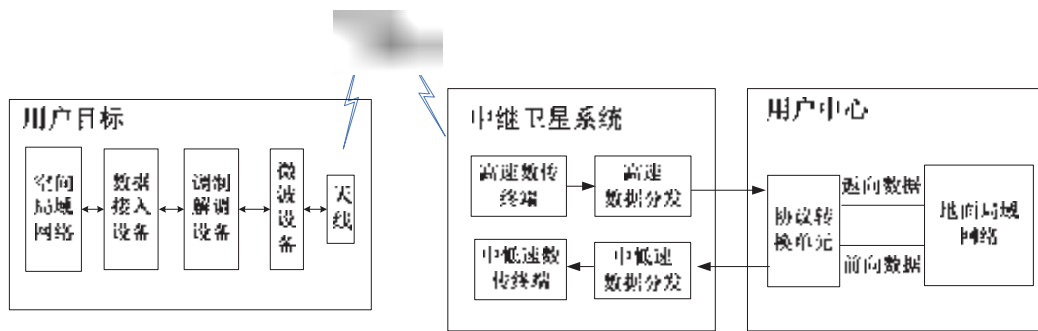 用户目标
空间
局域
网络
数据
接入
设备
调制
解调
设备
微
波
设
备
天
线
中继卫星系统
高速数传
终端
高速
数据分发
中低速数
传终端
中低速
数据分发
用户中心
协议转
换单元
返向数据
前向数据
地面局域
网络